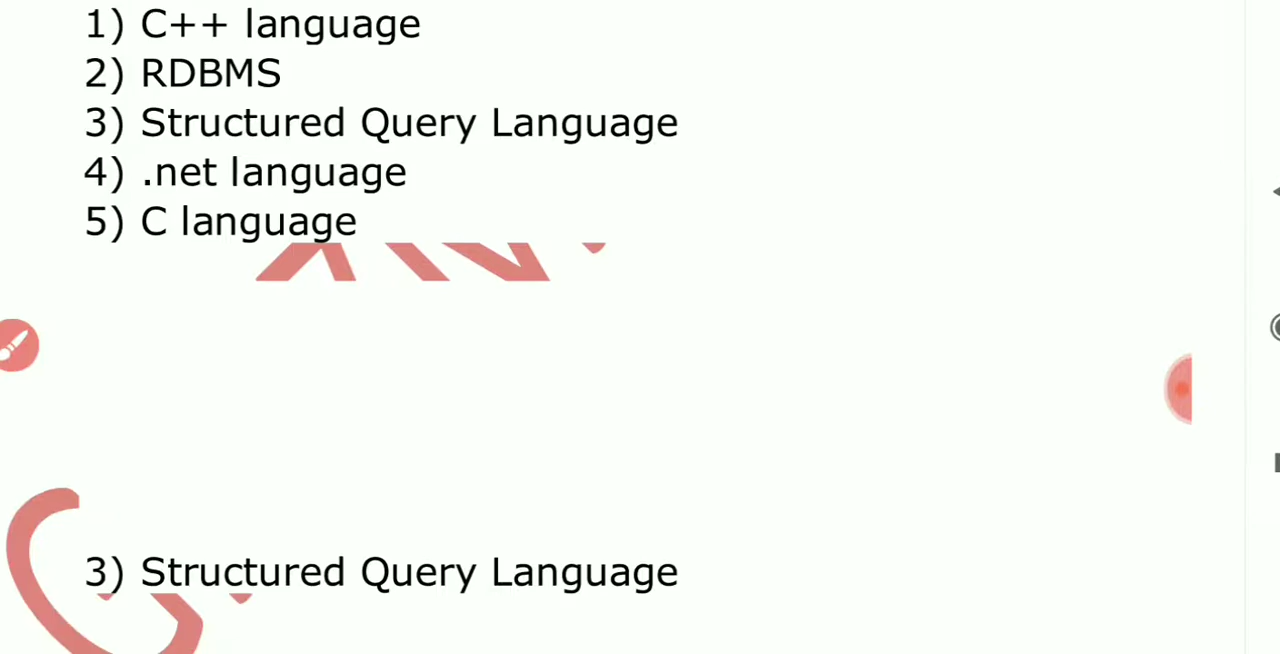 1) C++ language
2) RDBMS
3) Structured Query Language
4) .net language
5) C language
3) Structured Query Language